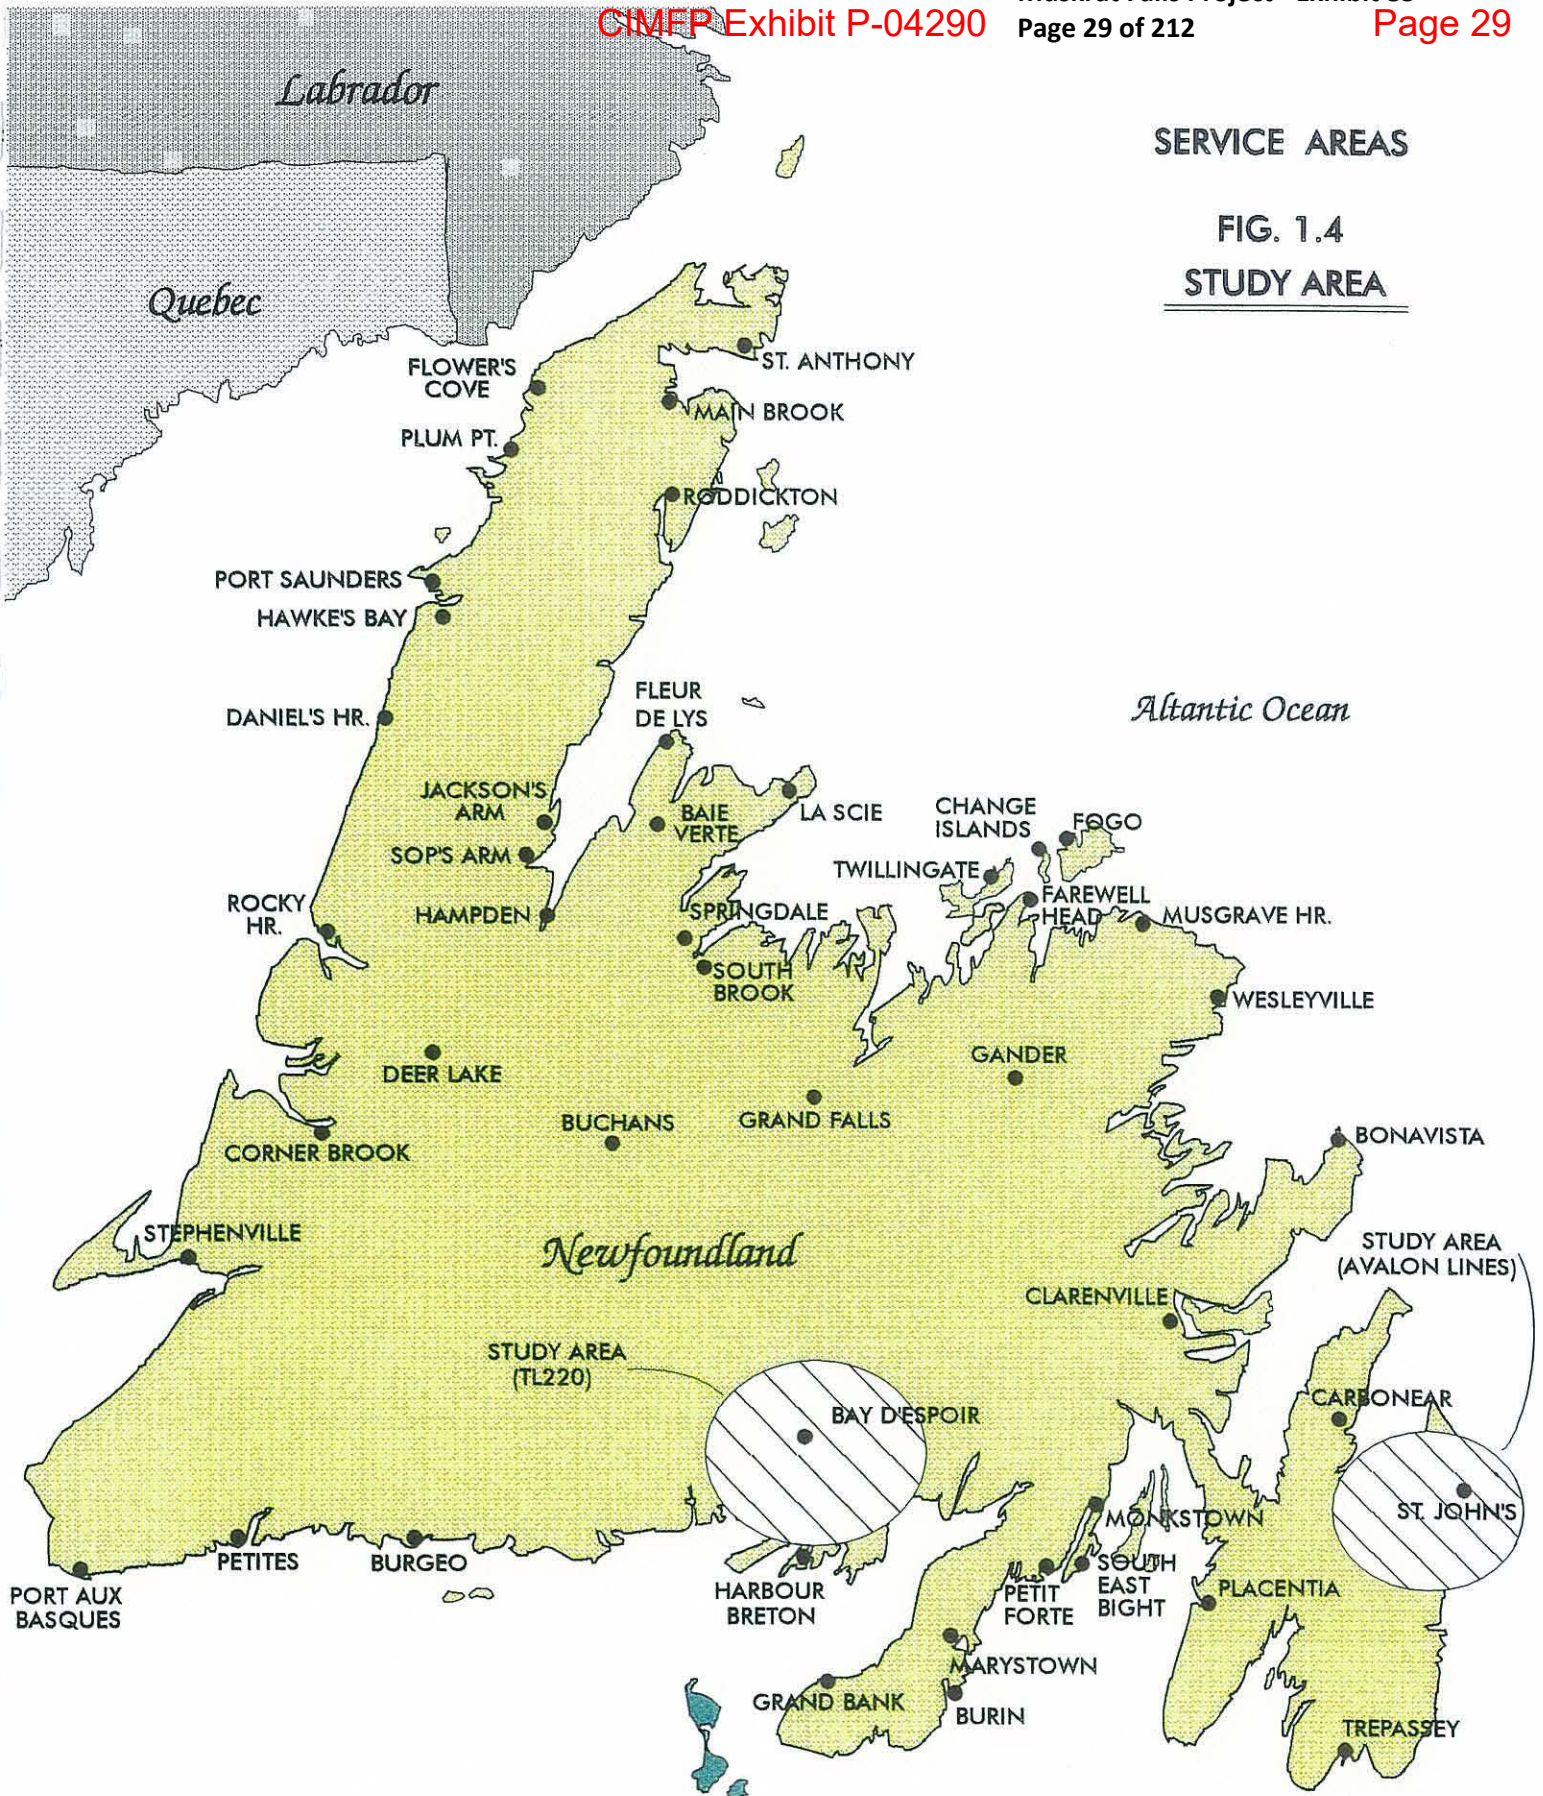 CIMFP Exhibit P-04290
Page 29 of 212
Page 29
Labrador
SERVICE AREAS
FIG. 1.4
STUDY AREA
Quebec
FLOWER'S
COVE
ST. ANTHONY
MAIN BROOK
PLUM PT.
RODDICKTON
PORT SAUNDERS
HAWKE'S BAY
FLEUR
DE LYS
DANIEL'S HR.
Altantic Ocean
JACKSON'S
ARM
BAIE
VERTE
LA SCIE
CHANGE
ISLANDS
FOGO
SOP'S ARM
TWILLINGATE
ROCKY
HR.
HAMPDEN
SPRINGDALE
FAREWELL
HEAD
MUSGRAVE HR.
SOUTH
BROOK
WESLEYVILLE
DEER LAKE
GANDER
BUCHANS
GRAND FALLS
CORNER BROOK
BONAVISTA
STEPHENVILLE
Newfoundland
STUDY AREA
(AVALON LINES)
CLARENVILLE
STUDY AREA
(TL220)
BAY D'ESPOIR
CARBONEAR
ST. JOHN'S
MONKSTOWN
PORT AUX
BASQUES
PETITES
BURGEO
HARBOUR
BRETON
PETIT
FORTE
SOUTH
EAST
BIGHT
PLACENTIA
MARYSTOWN
GRAND BANK
BURIN
TREPASSEY